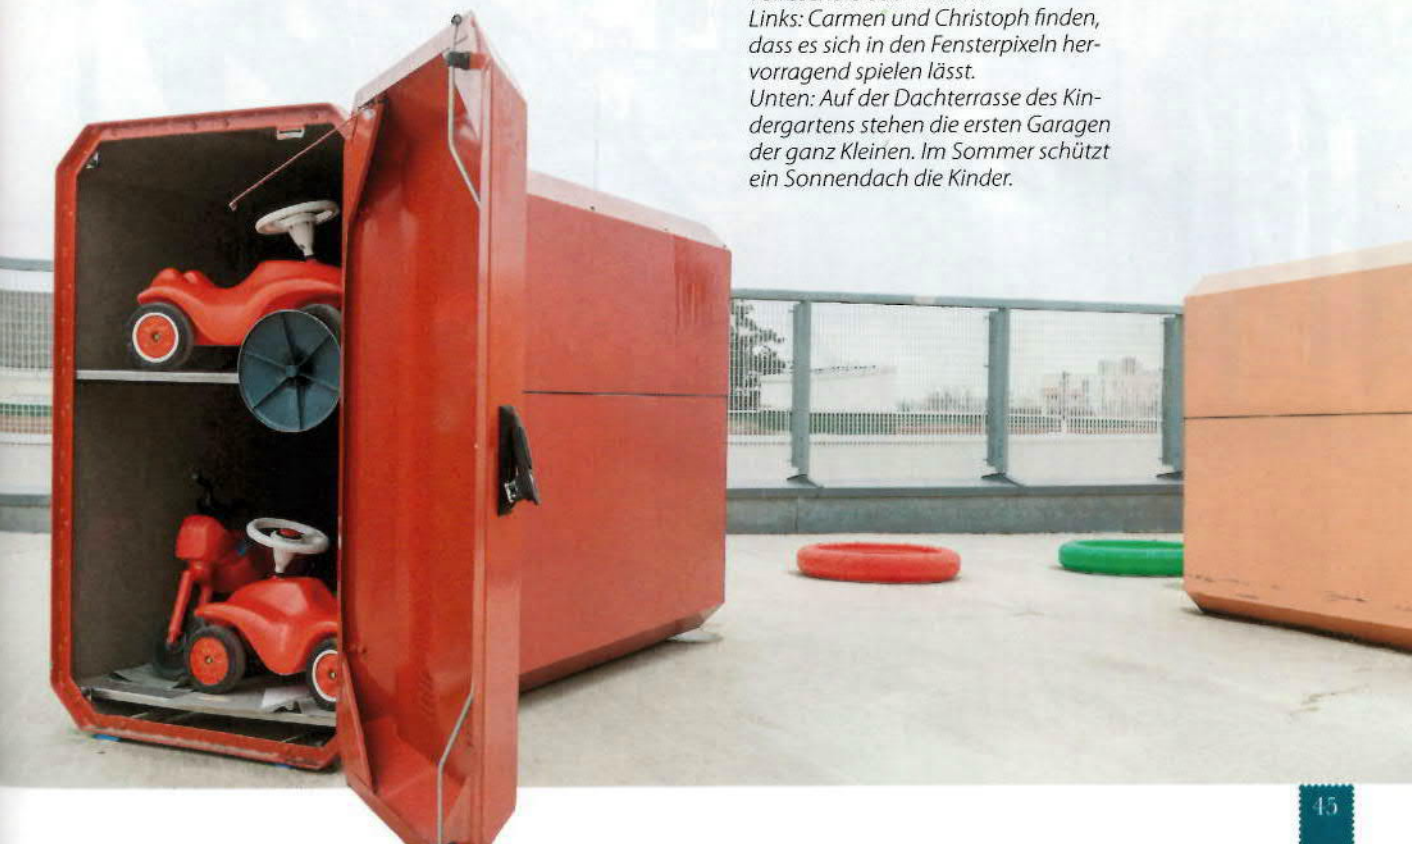 Links: Carmen und Christoph finden,
dass es sich in den Fensterpixeln her-
vorragend spielen lässt.
Unten: Auf der Dachterrasse des Kin-
dergartens stehen die ersten Garagen
der ganz Kleinen. Im Sommer schützt
ein Sonnendach die Kinder.
45